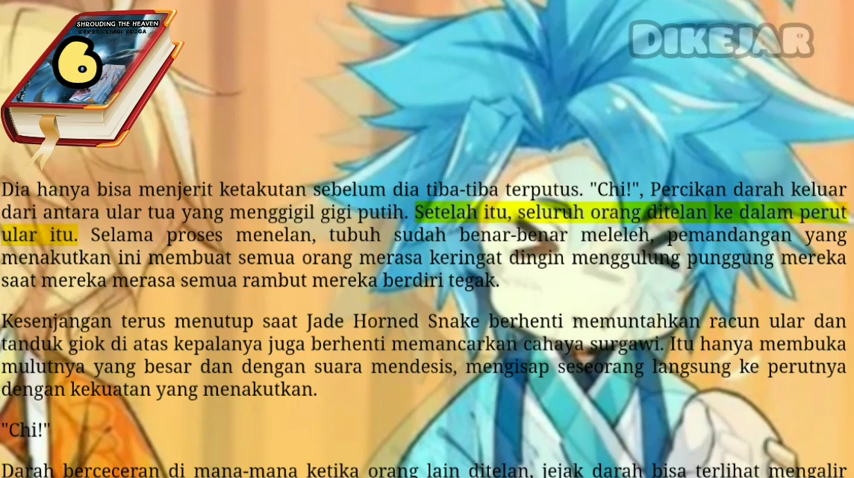 SHROUDING THE HEAVEN
6
DIKEJAR
Dia hanya bisa menjerit ketakutan sebelum dia tiba-tiba terputus. "Chi!", Percikan darah keluar
dari antara ular tua yang menggigil gigi putih. Setelah itu, seluruh orang ditelan ke dalam perut
ular itu. Selama proses menelan, tubuh sudah benar-benar meleleh, pemandangan yang
menakutkan ini membuat semua orang merasa keringat dingin menggulung punggung mereka
saat mereka merasa semua rambut mereka berdiri tegak.
Kesenjangan terus menutup saat Jade Horned Snake berhenti memuntahkan racun ular dan
tanduk giok di atas kepalanya juga berhenti memancarkan cahaya surgawi. Itu hanya membuka
mulutnya yang besar dan dengan suara mendesis, mengisap seseorang langsung ke perutnya
dengan kekuatan yang menakutkan.
"Chi!"
Darah berceceran di mana-mana ketika orang lain ditelan, jejak darah bisa terlihat mengalir